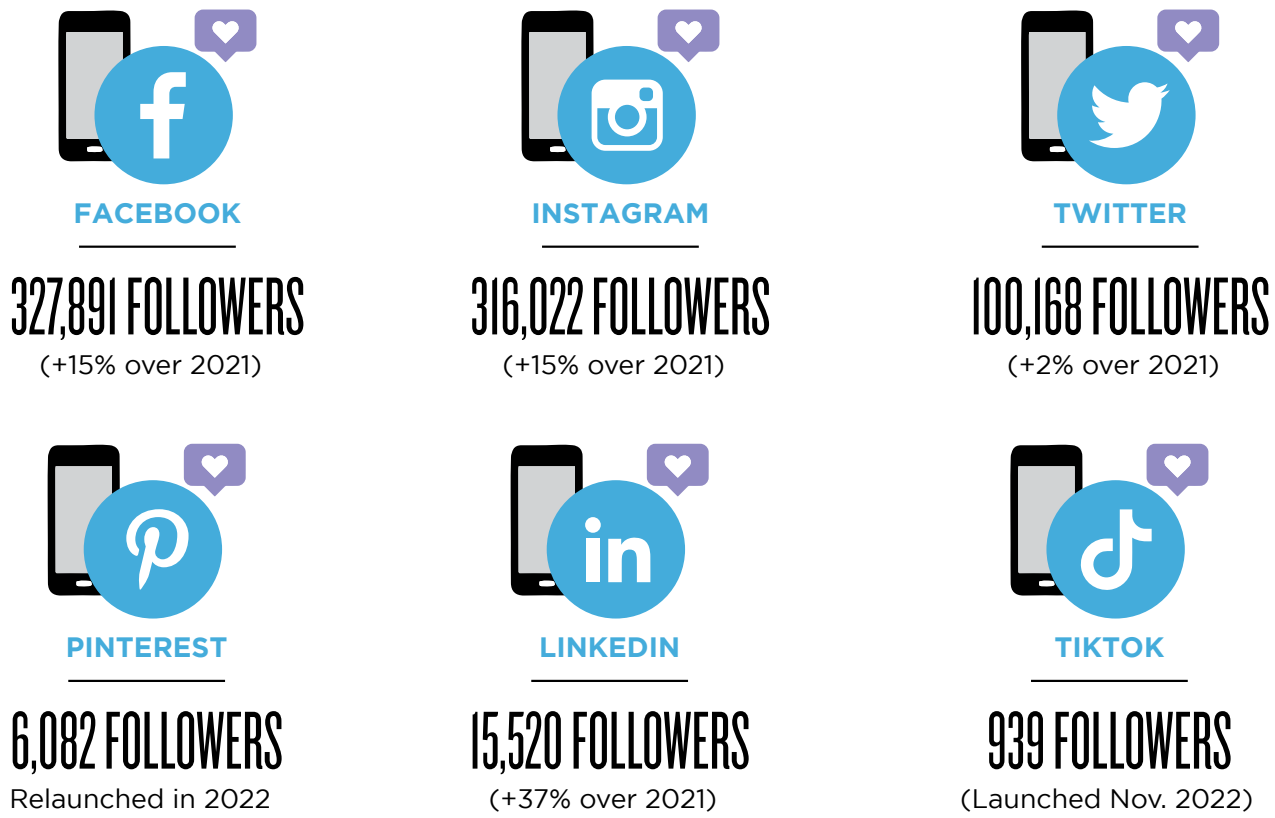 FACEBOOK
327,891 FOLLOWERS
(+15% over 2021)
INSTAGRAM
316,022 FOLLOWERS
(+15% over 2021)
TWITTER
100,168 FOLLOWERS
(+2% over 2021)
PINTEREST
6,082 FOLLOWERS
Relaunched in 2022
LINKEDIN
15,520 FOLLOWERS
(+37% over 2021)
TIKTOK
939 FOLLOWERS
(Launched Nov. 2022)